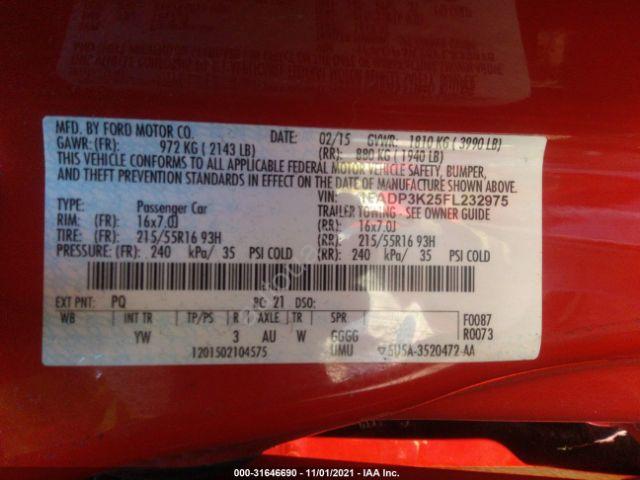 MFD. BY FORD MOTOR CO.
DATE: 02/15 GVWR: 1810 KG ( 3990 LB)
GAWR: (FR): 972 KG ( 2143 LB) (RR): 880 KG ( 1940 LB)
THIS VEHICLE CONFORMS TO ALL APPLICABLE FEDERAL MOTOR VEHICLE SAFETY, BUMPER,
AND THEFT PREVENTION STANDARDS IN EFFECT ON THE DATE OF MANUFACTURE SHOWN ABOVE.
VIN: 1FADP3K25FL232975
TYPE: Passenger Car TRAILER TOWING - SEE OWNER GUIDE
RIM: (FR): 16x7.0J (RR): 16x7.0J
TIRE: (FR): 215/55R16 93H (RR): 215/55R16 93H
PRESSURE: (FR): 240 kPa/ 35 PSI COLD (RR): 240 kPa/ 35 PSI COLD
EXT PNT: PQ RC: 21 DSO:
WB INT TR TP/PS R AXLE TR SPR F0087
YW 3 AU W GGGG R0073
1201502104575 UMU 5U5A-3520472-AA
000-31646690 - 11/01/2021 - IAA Inc.